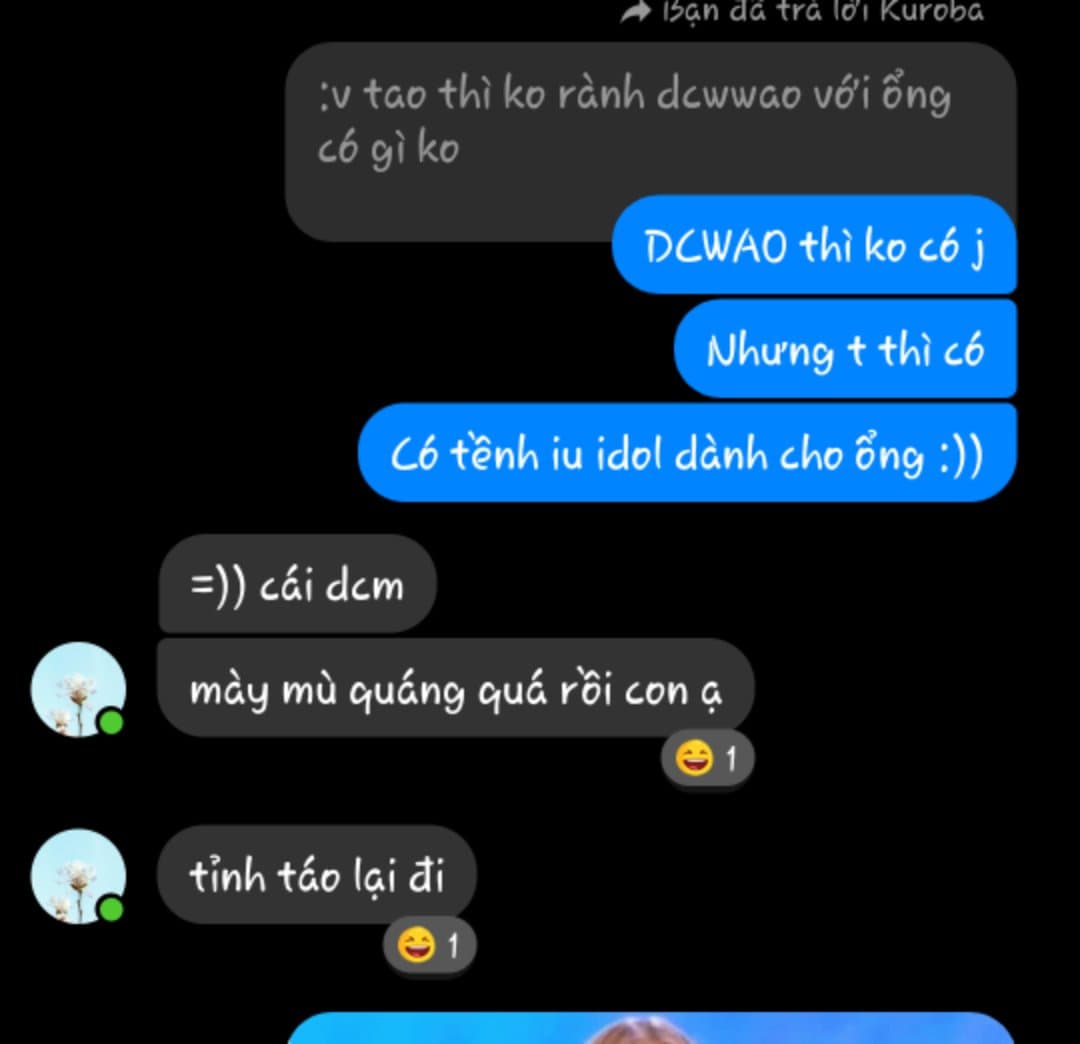 Bạn đã trả lời Kuroba
:v tao thì ko rành dcwwao với ổng
có gì ko
DCWAO thì ko có j
Nhưng t thì có
Có tềnh iu idol dành cho ổng :))
=)) cái dcm
mày mù quáng quá rồi con ạ
1
tỉnh táo lại đi
1